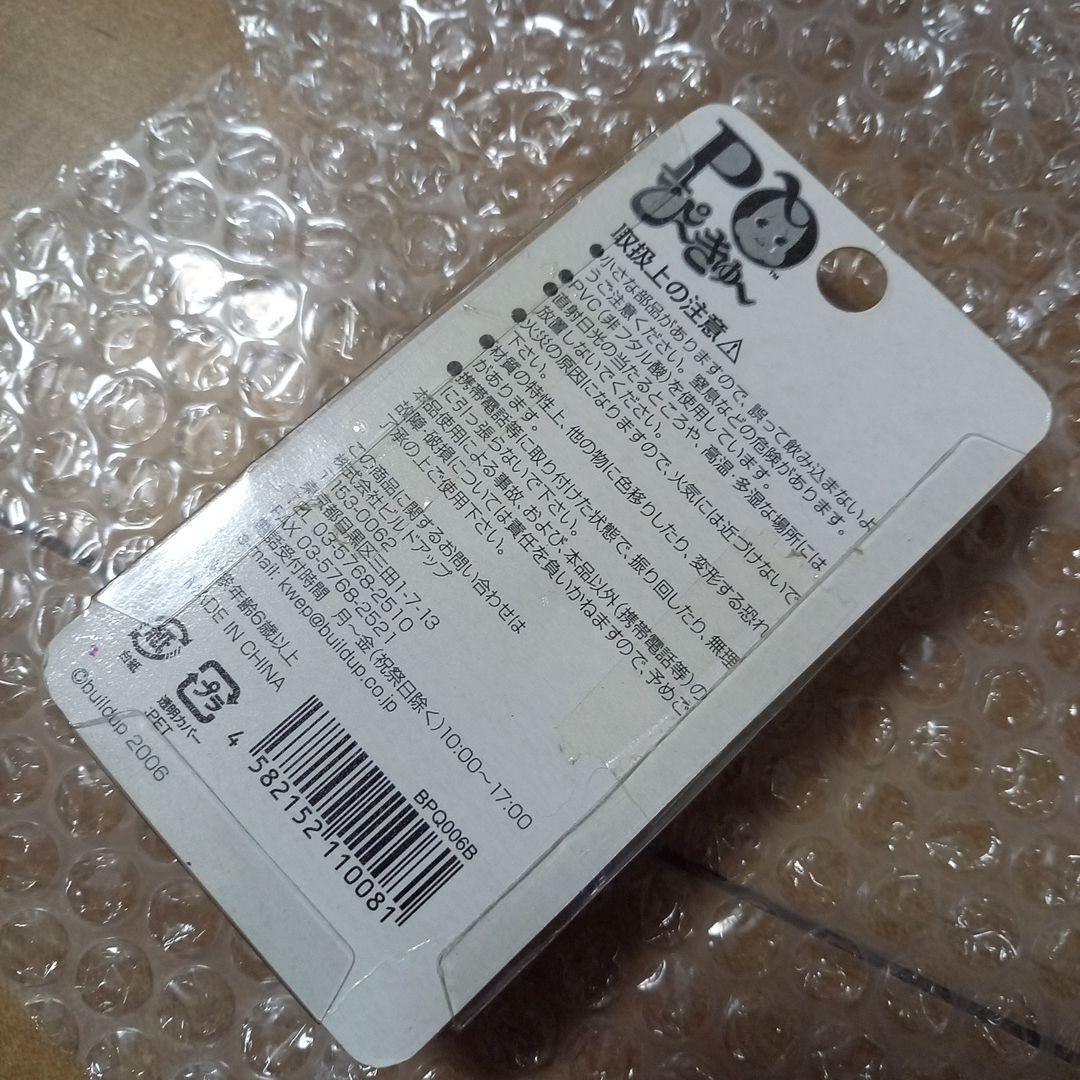 PQ
ぴきゅ〜
TM
取扱上の注意⚠
●小さな部品がありますので、誤って飲み込まないよ
うご注意ください。窒息などの危険があります。
●PVC(非フタル酸)を使用しています。
●直射日光の当たるところや、高温 多湿な場所には
放置しないでください。
●火災の原因になりますので、火気には近づけないで
下さい。
●材質の特性上、他の物に色移りしたり、変形する恐れ
があります。
●携帯電話等に取り付けた状態で、振り回したり、無理
に引っ張らないで下さい。
本品使用による事故、および、本品以外(携帯電話等)の
故障・破損については責任を負いかねますので、予めご
了承の上ご使用下さい。
この商品に関するお問い合わせは
株式会社ビルドアップ
〒153-0062
東京都目黒区三田1-7-13
TEL 03-5768-2510
FAX 03-5768-2521
電話受付時間 月〜金(祝祭日除く)10:00〜17:00
e mail: kwep@buildup.co.jp
対象年齢6歳以上
MADE IN CHINA
紙
台紙
プラ
透明カバー
:PET
©buildup 2006
BPQ006B
4 582152 110081